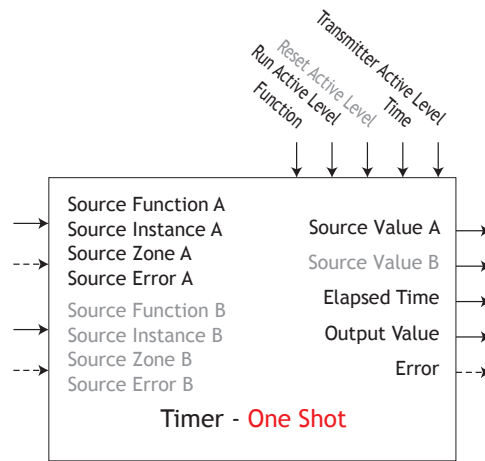 Function
Run Active Level
Reset Active Level
Time
Transmitter Active Level
Source Function A
Source Instance A
Source Zone A
Source Error A
Source Function B
Source Instance B
Source Zone B
Source Error B
Source Value A
Source Value B
Elapsed Time
Output Value
Error
Timer - One Shot